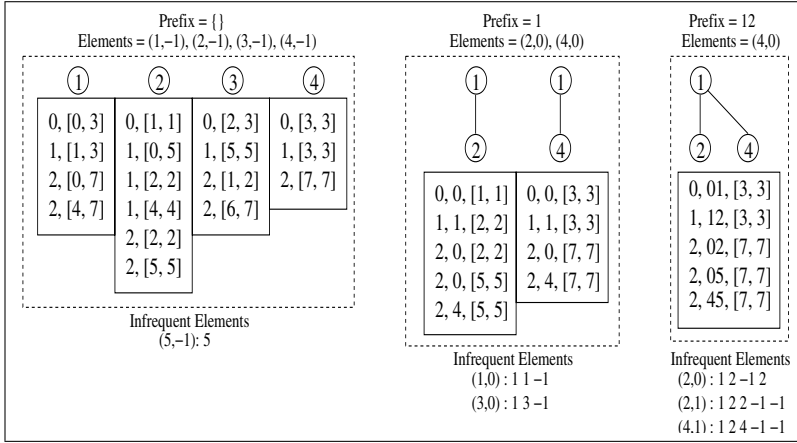 Prefix = {}
Elements = (1,−1), (2,−1), (3,−1), (4,−1)
1 2 3 4
0, [0, 3]
1, [1, 3]
2, [0, 7]
2, [4, 7]
0, [1, 1]
1, [0, 5]
1, [2, 2]
1, [4, 4]
2, [2, 2]
2, [5, 5]
0, [2, 3]
1, [5, 5]
2, [1, 2]
2, [6, 7]
0, [3, 3]
1, [3, 3]
2, [7, 7]
Infrequent Elements
(5,−1): 5
Prefix = 1
Elements = (2,0), (4,0)
1 1
2 4
0, 0, [1, 1]
1, 1, [2, 2]
2, 0, [2, 2]
2, 0, [5, 5]
2, 4, [5, 5]
0, 0, [3, 3]
1, 1, [3, 3]
2, 0, [7, 7]
2, 4, [7, 7]
Infrequent Elements
(1,0) : 1 1 −1
(3,0) : 1 3 −1
Prefix = 12
Elements = (4,0)
1
2 4
0, 01, [3, 3]
1, 12, [3, 3]
2, 02, [7, 7]
2, 05, [7, 7]
2, 45, [7, 7]
Infrequent Elements
(2,0) : 1 2 −1 2
(2,1) : 1 2 2 −1 −1
(4,1) : 1 2 4 −1 −1